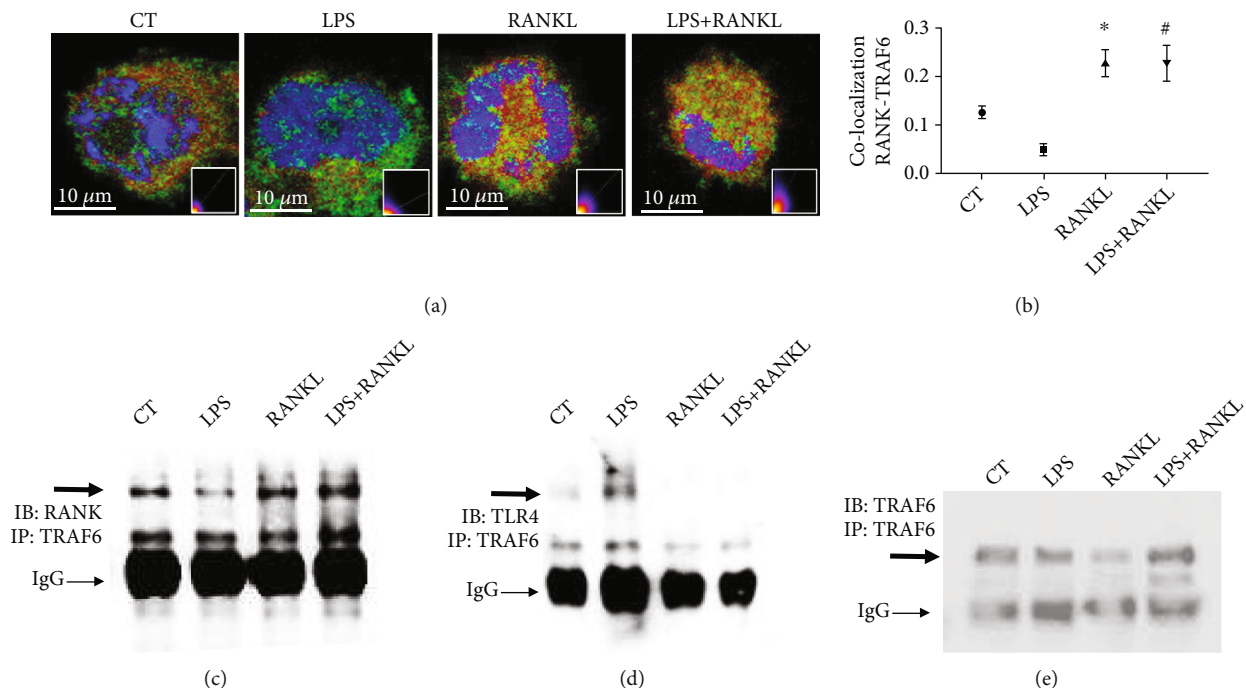 CT
LPS
RANKL
LPS+RANKL
10 µm
10 µm
10 µm
10 µm
(a)
Co-localization
RANK-TRAF6
0.3
0.2
0.1
0.0
*
#
CT
LPS
RANKL
LPS+RANKL
(b)
CT
LPS
RANKL
LPS+RANKL
IB: RANK
IP: TRAF6
IgG
(c)
CT
LPS
RANKL
LPS+RANKL
IB: TLR4
IP: TRAF6
IgG
(d)
CT
LPS
RANKL
LPS+RANKL
IB: TRAF6
IP: TRAF6
IgG
(e)